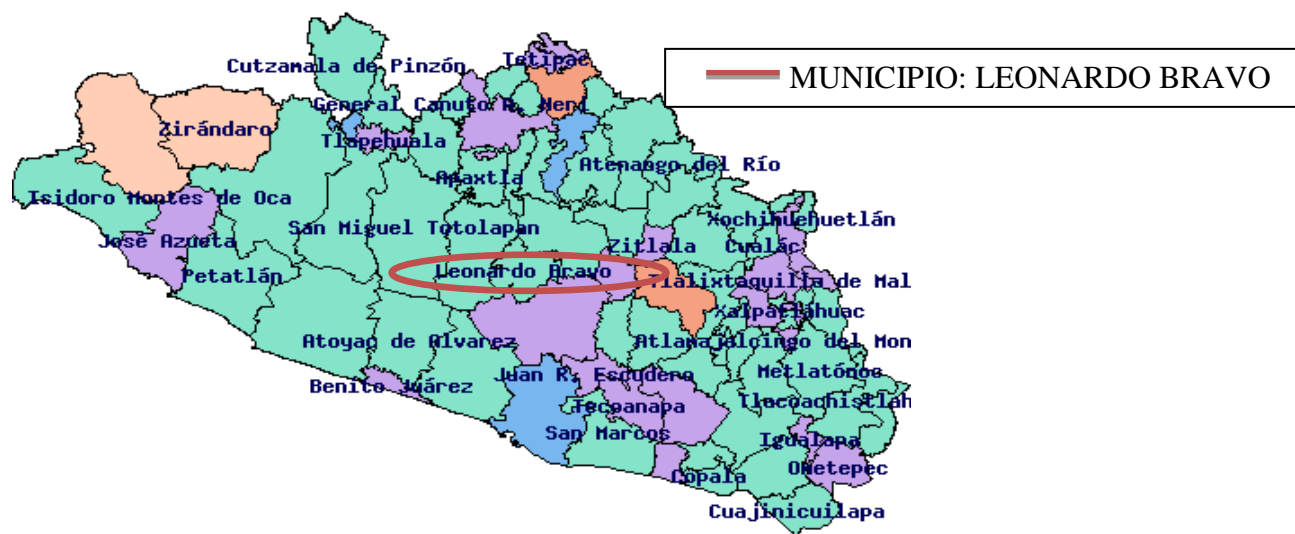 Cutzamala de Pinzón
Tetipac
MUNICIPIO: LEONARDO BRAVO
General Canuto A. Neri
Zirándaro
Tlapehuala
Apaxtla
Atenango del Río
Isidoro Montes de Oca
José Azueta
San Miguel Totolapan
Xochihuehuetlán
Zitlala
Cualác
Petatlán
Leonardo Bravo
Tlalixtaquilla de Mal
Xalpatláhuac
Atoyac de Alvarez
Atlamajalcingo del Mon
Benito Juárez
Juan R. Escudero
Metlatónoc
Tecoanapa
Tlacoachistlah
San Marcos
Igualapa
Copala
Ometepec
Cuajinicuilapa